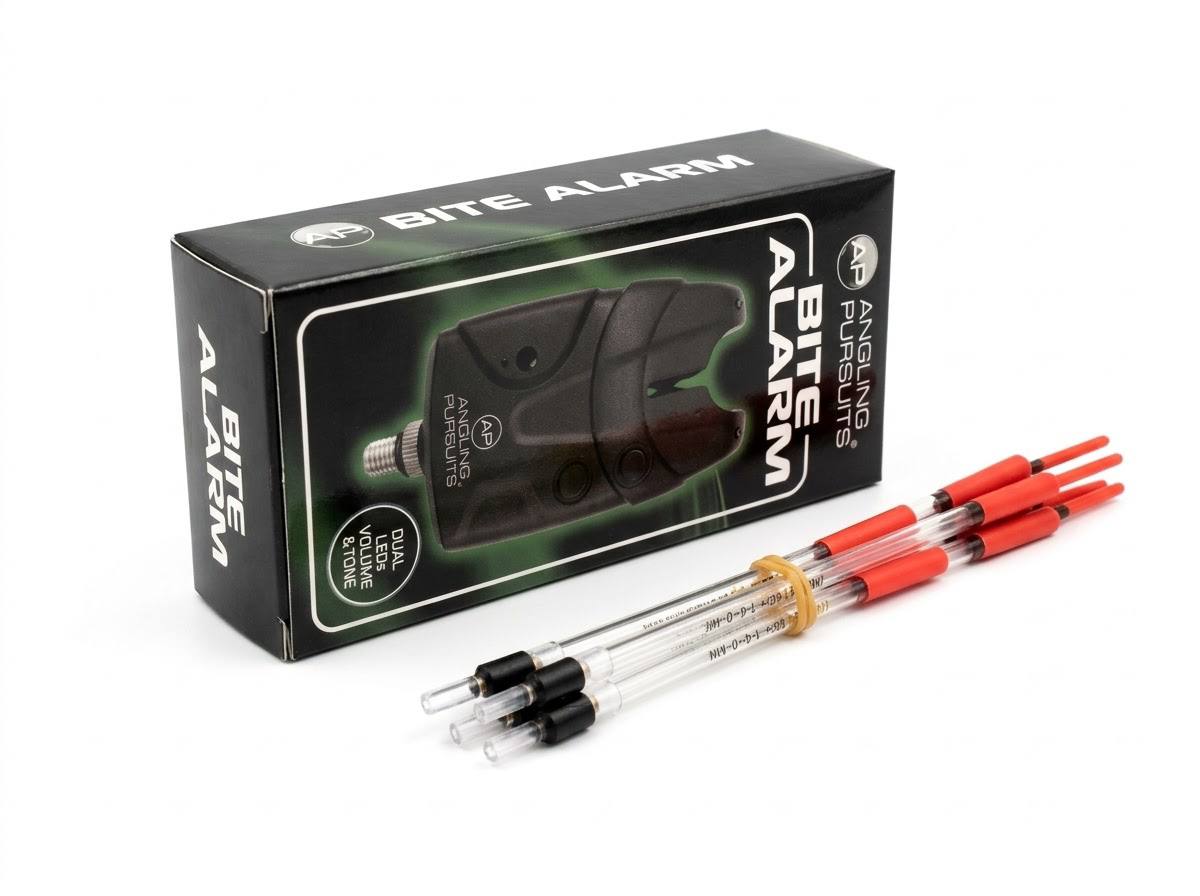 AP BITE ALARM
BITE
ALARM
AP
ANGLING
PURSUITS®
BITE
ALARM
AP
ANGLING
PURSUITS
DUAL
LEDs
VOLUME
& TONE